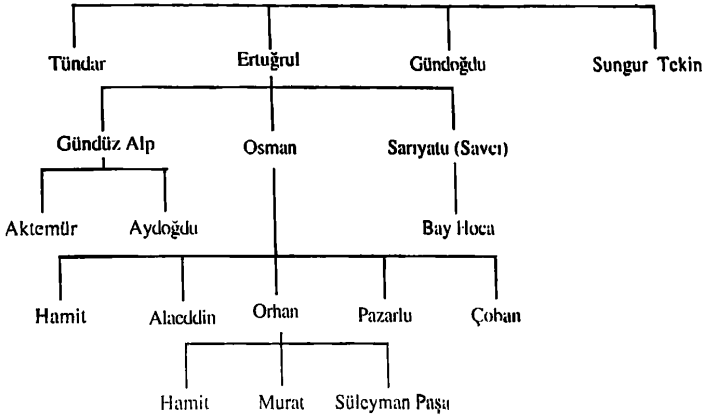 Tündar Ertuğrul Gündoğdu Sungur Tekin
Gündüz Alp Osman Sarıyatu (Savcı)
Aktemür Aydoğdu Bay Hoca
Hamit Alaeddin Orhan Pazarlu Çoban
Hamit Murat Süleyman Paşa